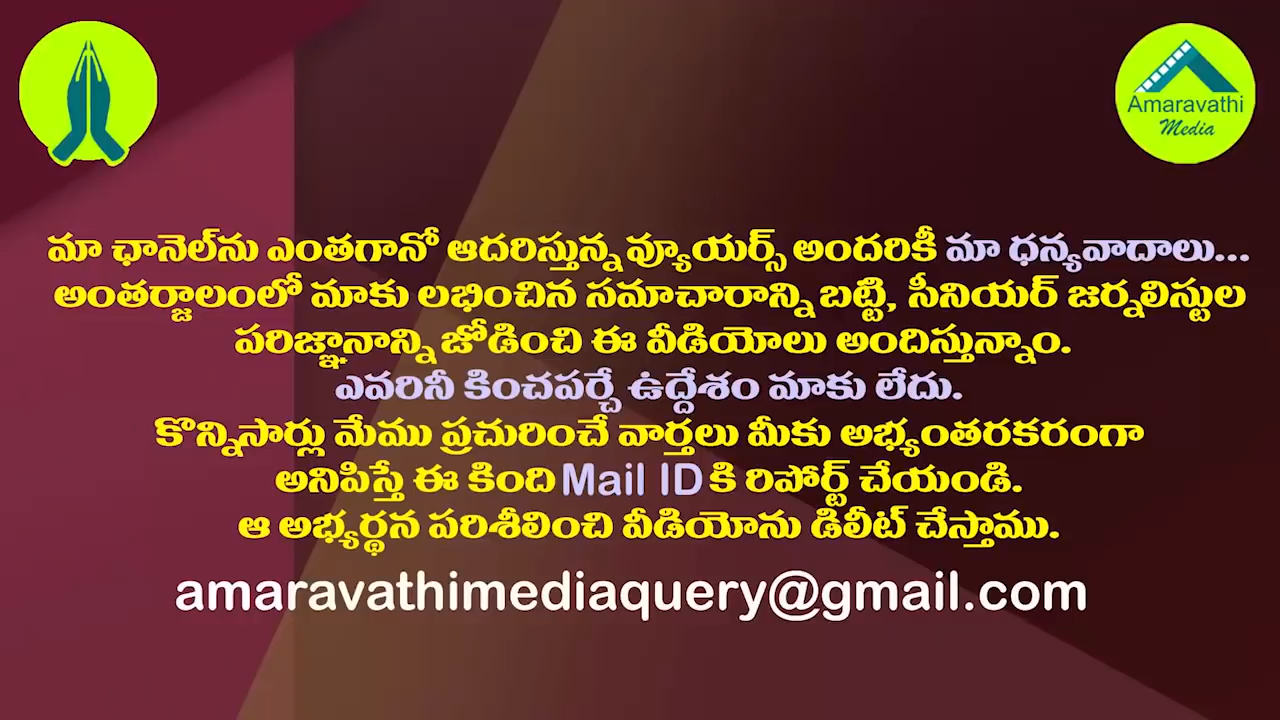 Amaravathi
Media
మా ఛానెల్‌ను ఎంతగానో ఆదరిస్తున్న వ్యూయర్స్ అందరికీ మా ధన్యవాదాలు...
అంతర్జాలంలో మాకు లభించిన సమాచారాన్ని బట్టి, సీనియర్ జర్నలిస్టుల
పరిజ్ఞానాన్ని జోడించి ఈ వీడియోలు అందిస్తున్నాం.
ఎవరినీ కించపర్చే ఉద్దేశం మాకు లేదు.
కొన్నిసార్లు మేము ప్రచురించే వార్తలు మీకు అభ్యంతరకరంగా
అనిపిస్తే ఈ కింది Mail ID కి రిపోర్ట్ చేయండి.
ఆ అభ్యర్థన పరిశీలించి వీడియోను డిలీట్ చేస్తాము.
amaravathimediaquery@gmail.com